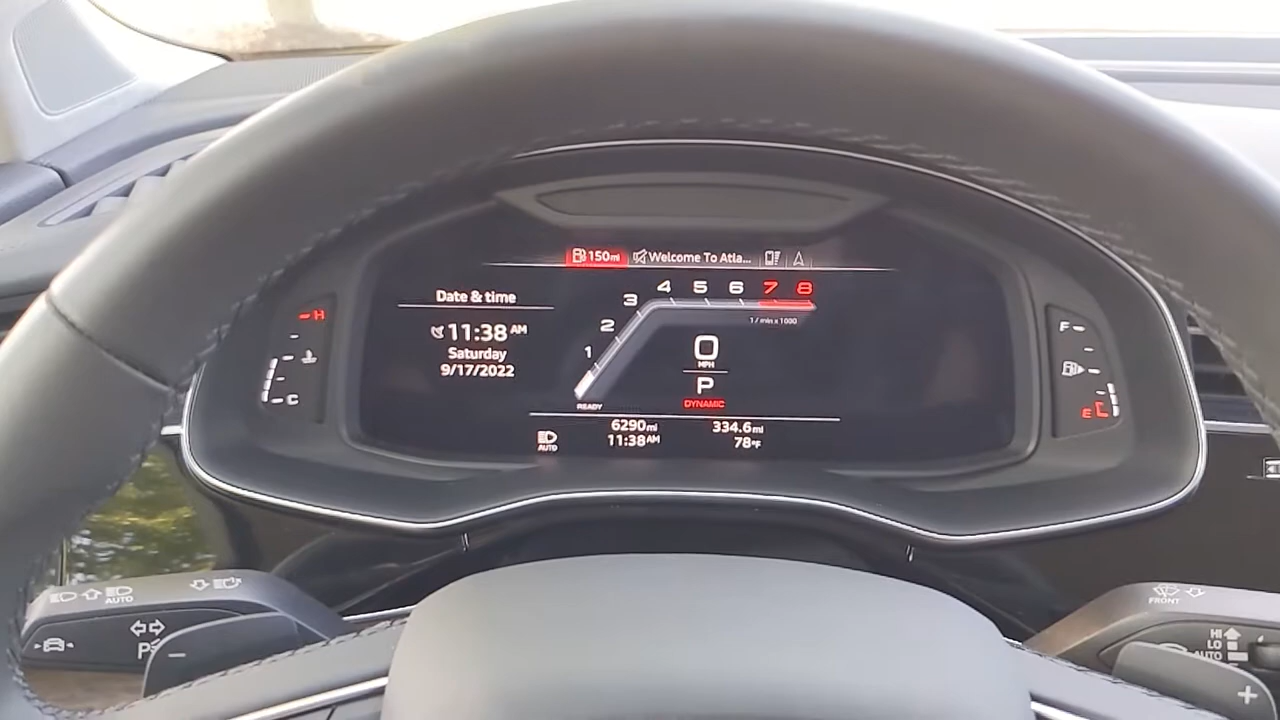 150mi Welcome To Atla...
Date & time
11:38 AM
Saturday
9/17/2022
1 2 3 4 5 6 7 8
1/min x 1000
0
MPH
P
DYNAMIC
READY
6290mi 334.6mi
AUTO 11:38AM 78°F
H
C
F
E
AUTO
P
−
FRONT
HI
LO
AUTO
+